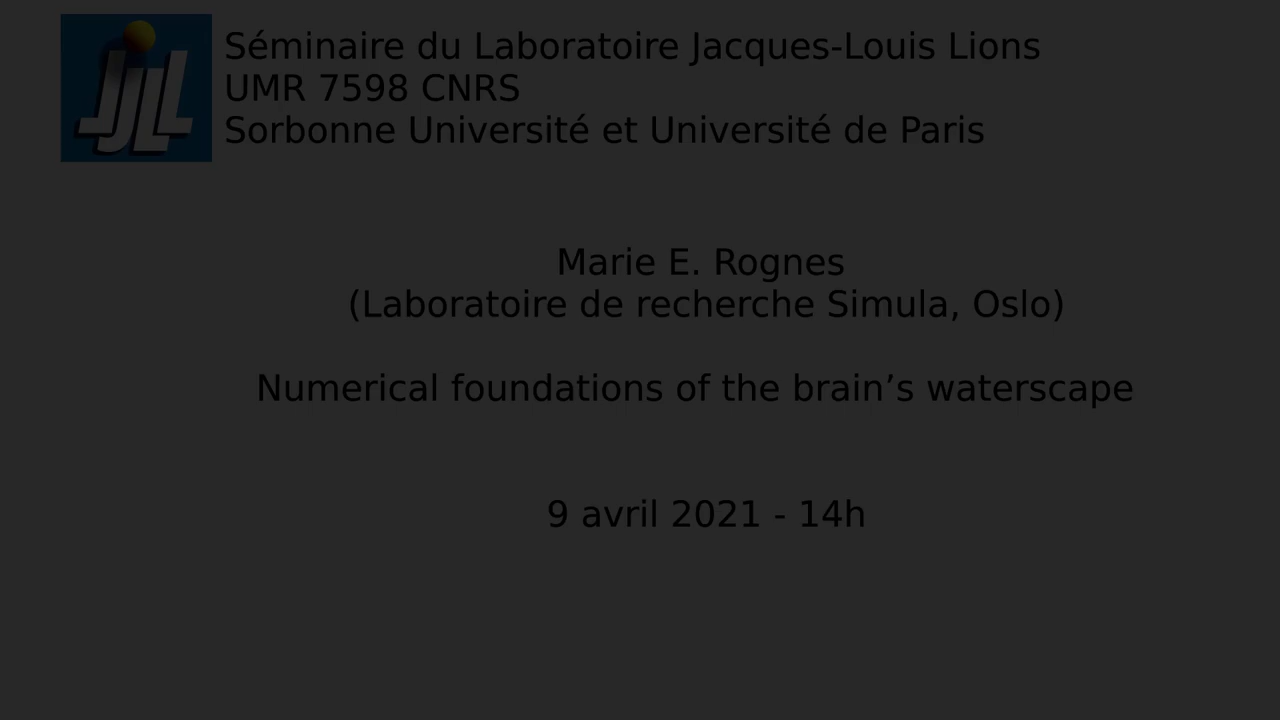 JLL
Séminaire du Laboratoire Jacques-Louis Lions
UMR 7598 CNRS
Sorbonne Université et Université de Paris
Marie E. Rognes
(Laboratoire de recherche Simula, Oslo)
Numerical foundations of the brain’s waterscape
9 avril 2021 - 14h